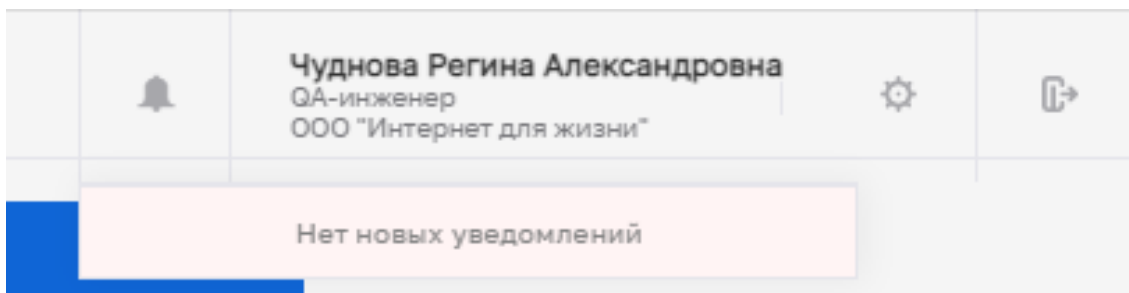 Чуднова Регина Александровна
QA-инженер
ООО "Интернет для жизни"
Нет новых уведомлений